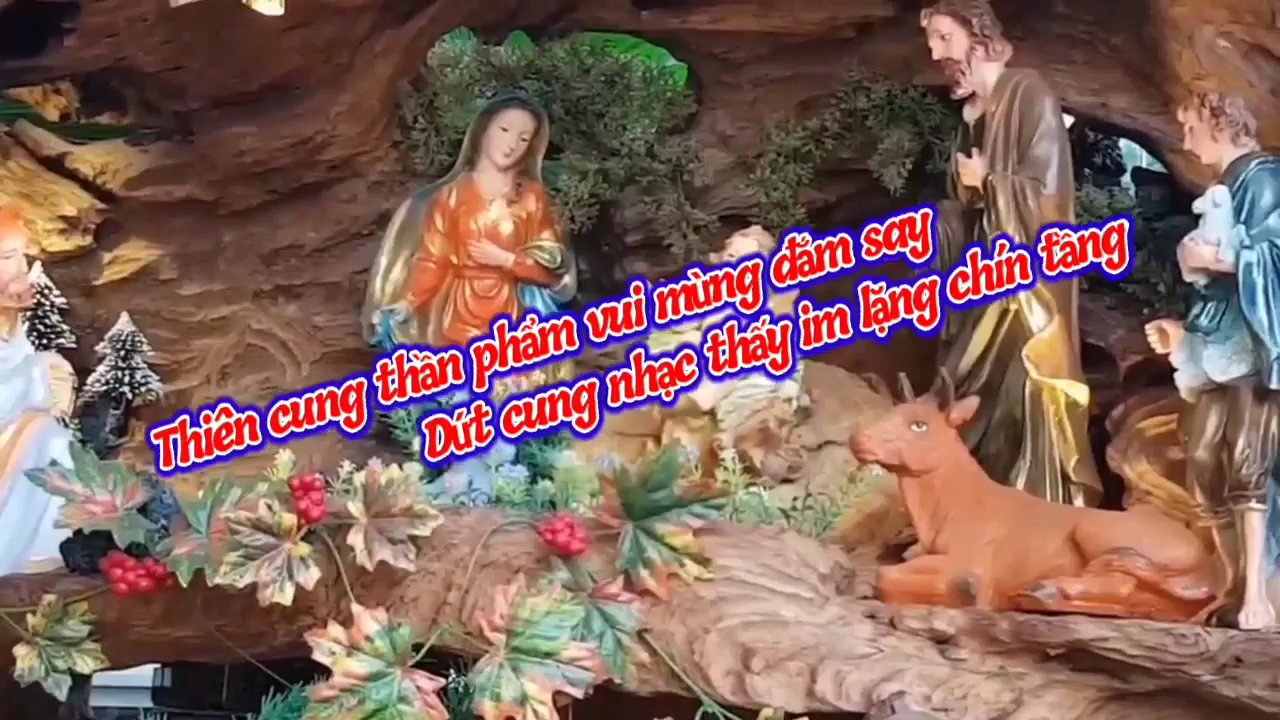 Thiên cung thần phẩm vui mừng đắm say
Dứt cung nhạc thấy im lặng chín tầng